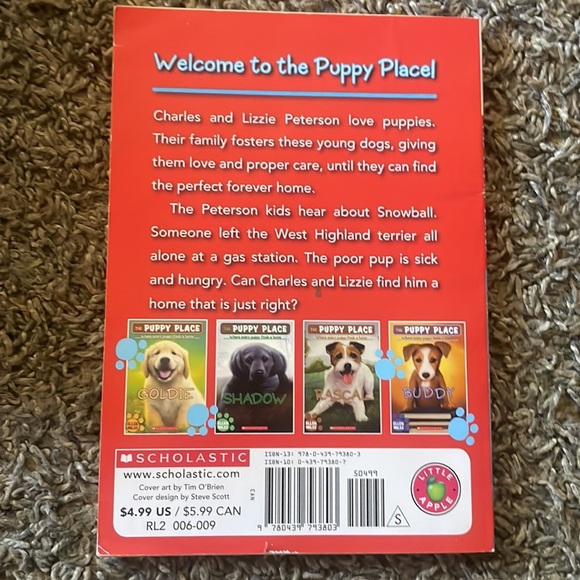 Welcome to the Puppy Place!
Charles and Lizzie Peterson love puppies.
Their family fosters these young dogs, giving
them love and proper care, until they can find
the perfect forever home.
The Peterson kids hear about Snowball.
Someone left the West Highland terrier all
alone at a gas station. The poor pup is sick
and hungry. Can Charles and Lizzie find him a
home that is just right?
THE PUPPY PLACE
GOLDIE
THE PUPPY PLACE
SHADOW
THE PUPPY PLACE
RASCAL
THE PUPPY PLACE
BUDDY
SCHOLASTIC
www.scholastic.com
Cover art by Tim O'Brien
Cover design by Steve Scott
$4.99 US / $5.99 CAN
RL2 006-009
ISBN-13: 978-0-439-79380-3
ISBN-10: 0-439-79380-7
50499
CAN
9 780439 793803
S
LITTLE APPLE